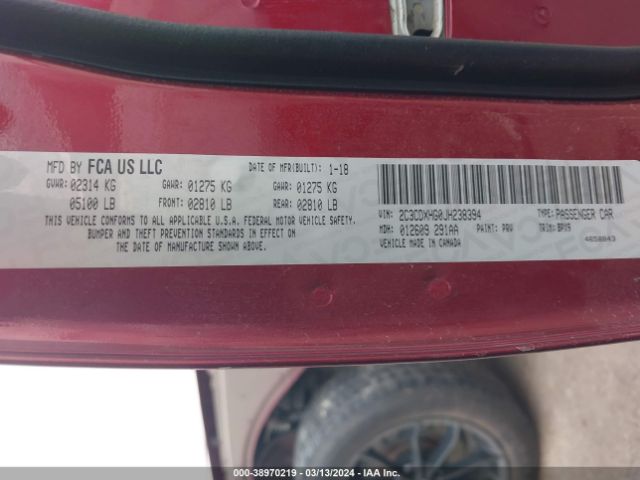 MFD BY FCA US LLC
DATE OF MFR(BUILT): 1-18
GVWR: 02314 KG GAWR: 01275 KG GAWR: 01275 KG
05100 LB FRONT: 02810 LB REAR: 02810 LB
THIS VEHICLE CONFORMS TO ALL APPLICABLE U.S.A. FEDERAL MOTOR VEHICLE SAFETY,
BUMPER AND THEFT PREVENTION STANDARDS IN EFFECT ON
THE DATE OF MANUFACTURE SHOWN ABOVE.
VIN: 2C3CDXHG0JH238394 TYPE: PASSENGER CAR
MDH: 012609 291AA PAINT: PRV TRIM: BPX9
VEHICLE MADE IN CANADA 4650843
000-38970219 - 03/13/2024 - IAA Inc.